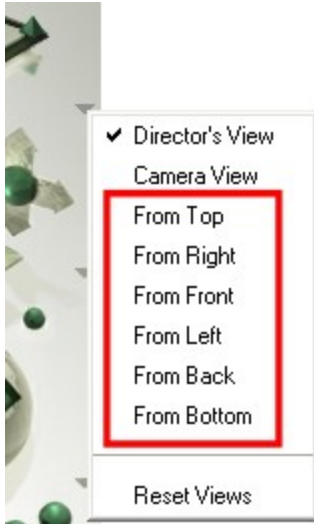 Director's View
Camera View
From Top
From Right
From Front
From Left
From Back
From Bottom
Reset Views